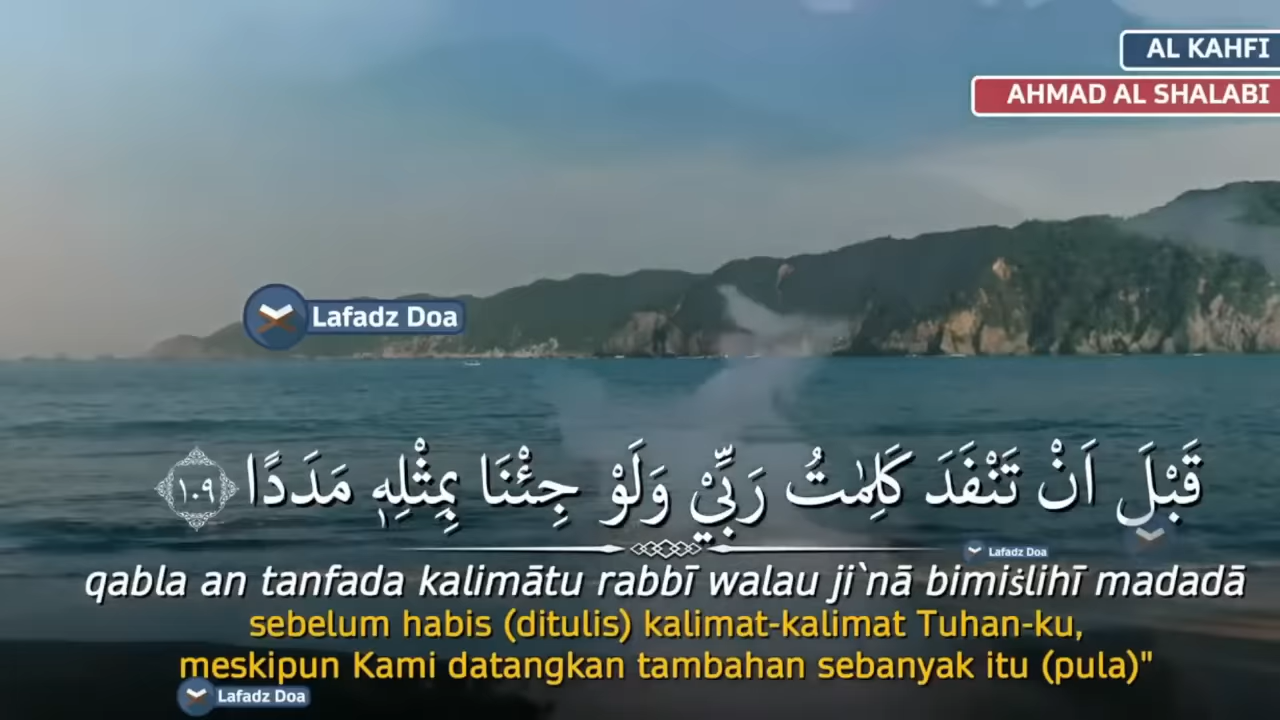 AL KAHFI
AHMAD AL SHALABI
Lafadz Doa
قَبْلَ اَنْ تَنْفَدَ كَلِمٰتُ رَبِّيْ وَلَوْ جِئْنَا بِمِثْلِهٖ مَدَدًا ١٠٩
Lafadz Doa
qabla an tanfada kalimātu rabbī walau ji`nā bimiṡlihī madadā
sebelum habis (ditulis) kalimat-kalimat Tuhan-ku,
meskipun Kami datangkan tambahan sebanyak itu (pula)"
Lafadz Doa